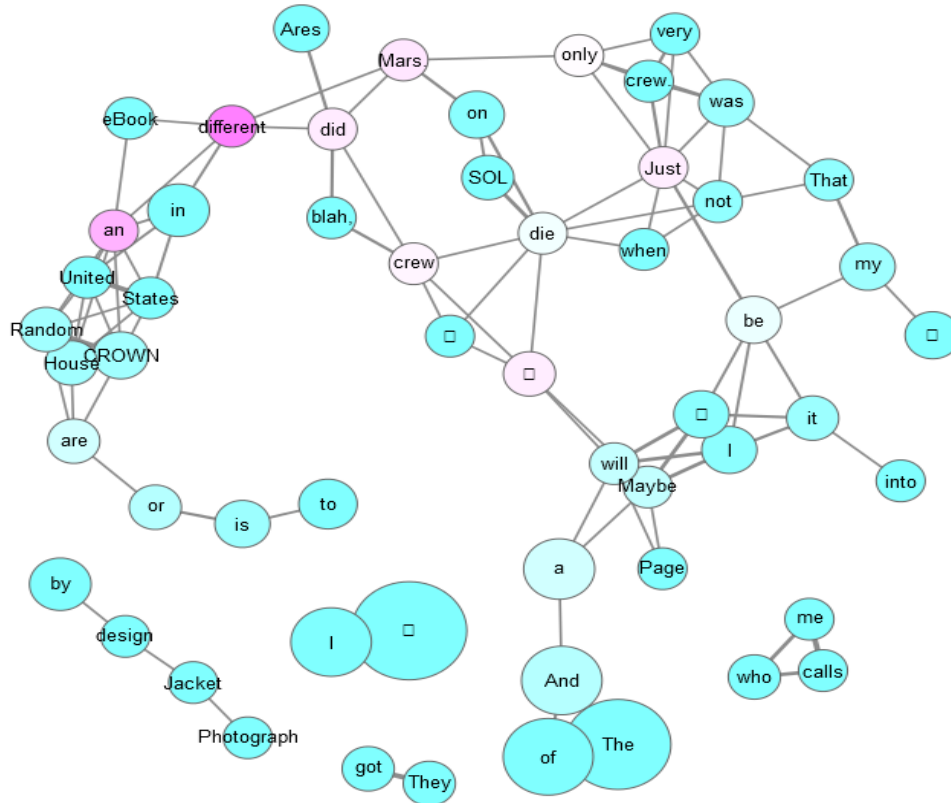 Ares
very
only
Mars.
crew.
was
on
eBook
different
did
Just
SOL
That
in
not
blah,
an
die
when
crew
my
United
States
Random
be
□
□
CROWN
House
□
□
it
are
I
will
Maybe
into
or
to
is
a
Page
by
me
□
design
I
who
calls
Jacket
And
Photograph
The
of
got
They